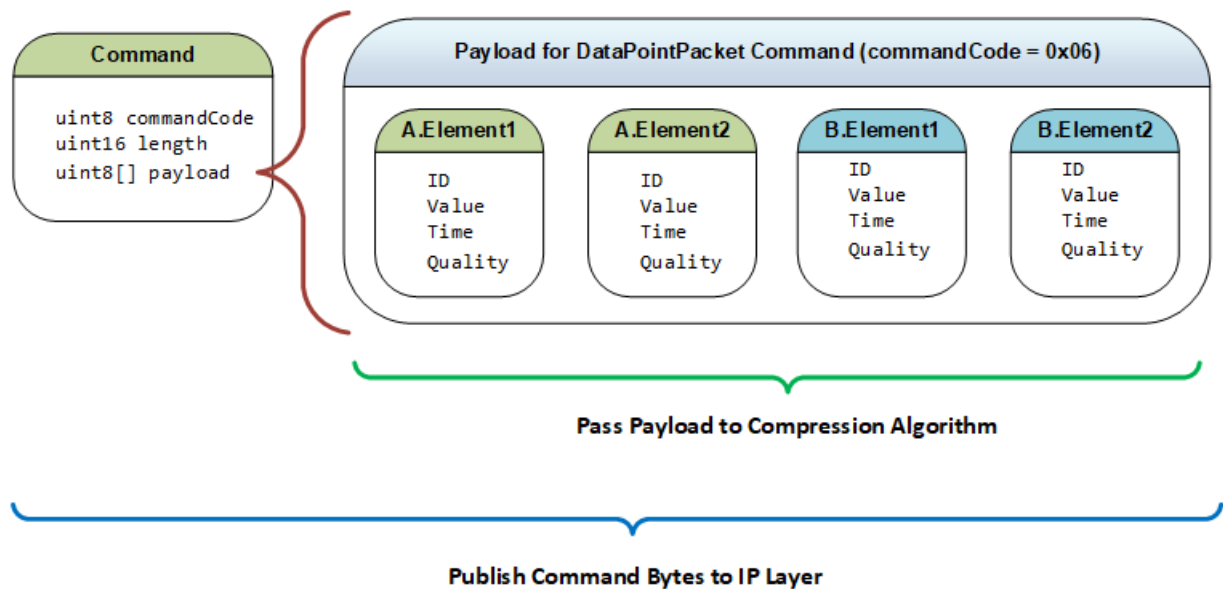 Command
uint8 commandCode
uint16 length
uint8[] payload
Payload for DataPointPacket Command (commandCode = 0x06)
A.Element1
ID
Value
Time
Quality
A.Element2
ID
Value
Time
Quality
B.Element1
ID
Value
Time
Quality
B.Element2
ID
Value
Time
Quality
Pass Payload to Compression Algorithm
Publish Command Bytes to IP Layer